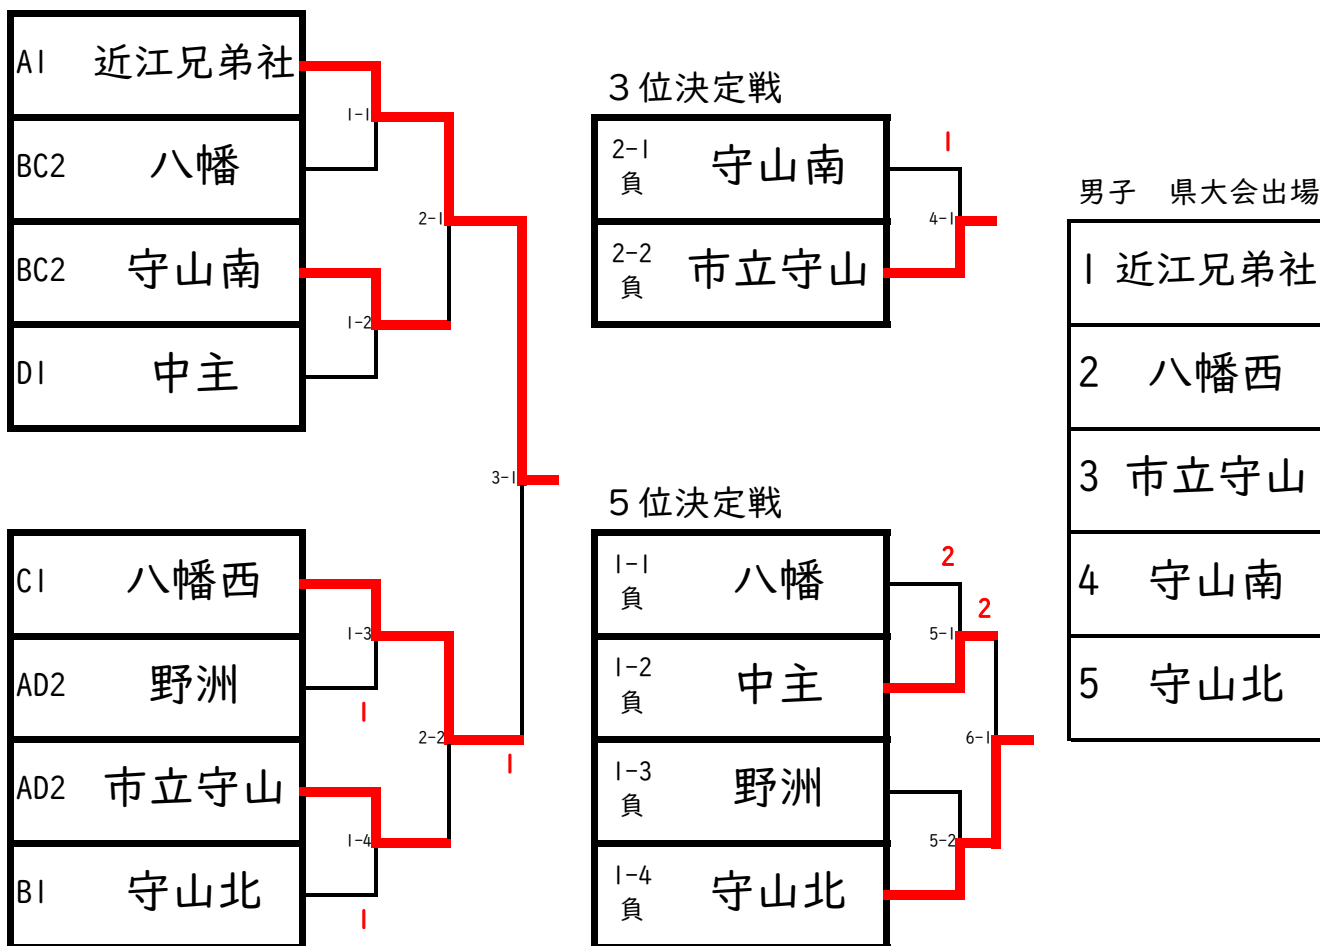 A1 近江兄弟社
1-1
BC2 八幡
2-1
BC2 守山南
1-2
D1 中主
3-1
C1 八幡西
1-3
AD2 野洲
1
2-2
1
AD2 市立守山
1-4
B1 守山北
1
３位決定戦
2-1
負 守山南
1
4-1
2-2
負 市立守山
５位決定戦
1-1
負 八幡
2
2
5-1
1-2
負 中主
6-1
1-3
負 野洲
5-2
1-4
負 守山北
男子　県大会出場
1 近江兄弟社
2 八幡西
3 市立守山
4 守山南
5 守山北